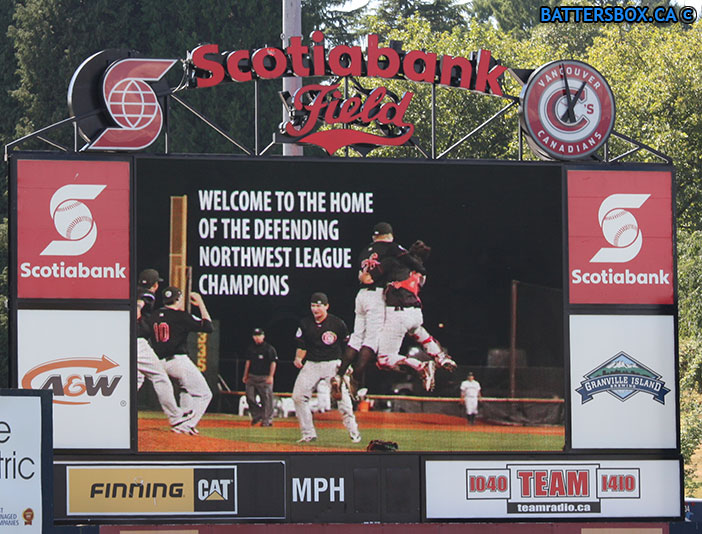 BATTERSBOX.CA ©
Scotiabank
Field
VANCOUVER
C's
CANADIANS
WELCOME TO THE HOME
OF THE DEFENDING
NORTHWEST LEAGUE
CHAMPIONS
Scotiabank
Scotiabank
10
A&W
GRANVILLE ISLAND
BREWING
e
tric
FINNING CAT
MPH
1040 TEAM 1410
teamradio.ca